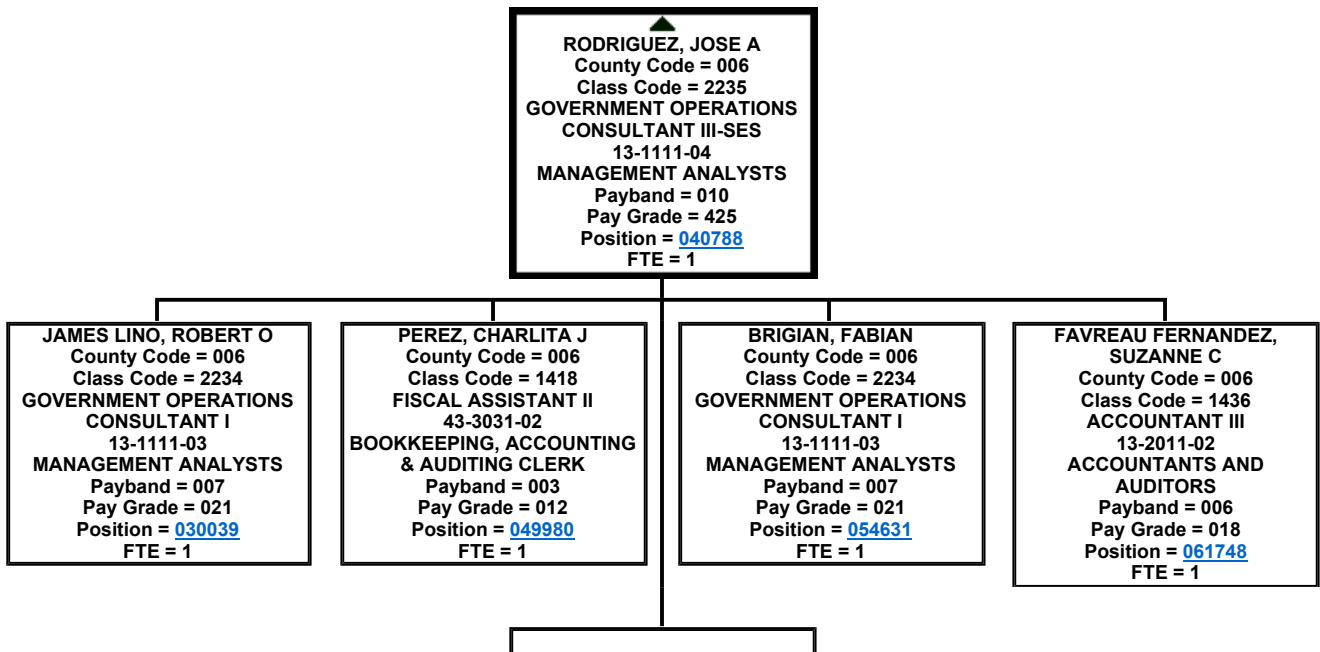 RODRIGUEZ, JOSE A
County Code = 006
Class Code = 2235
GOVERNMENT OPERATIONS
CONSULTANT III-SES
13-1111-04
MANAGEMENT ANALYSTS
Payband = 010
Pay Grade = 425
Position = 040788
FTE = 1
JAMES LINO, ROBERT O
County Code = 006
Class Code = 2234
GOVERNMENT OPERATIONS
CONSULTANT I
13-1111-03
MANAGEMENT ANALYSTS
Payband = 007
Pay Grade = 021
Position = 030039
FTE = 1
PEREZ, CHARLITA J
County Code = 006
Class Code = 1418
FISCAL ASSISTANT II
43-3031-02
BOOKKEEPING, ACCOUNTING
& AUDITING CLERK
Payband = 003
Pay Grade = 012
Position = 049980
FTE = 1
BRIGIAN, FABIAN
County Code = 006
Class Code = 2234
GOVERNMENT OPERATIONS
CONSULTANT I
13-1111-03
MANAGEMENT ANALYSTS
Payband = 007
Pay Grade = 021
Position = 054631
FTE = 1
FAVREAU FERNANDEZ,
SUZANNE C
County Code = 006
Class Code = 1436
ACCOUNTANT III
13-2011-02
ACCOUNTANTS AND
AUDITORS
Payband = 006
Pay Grade = 018
Position = 061748
FTE = 1